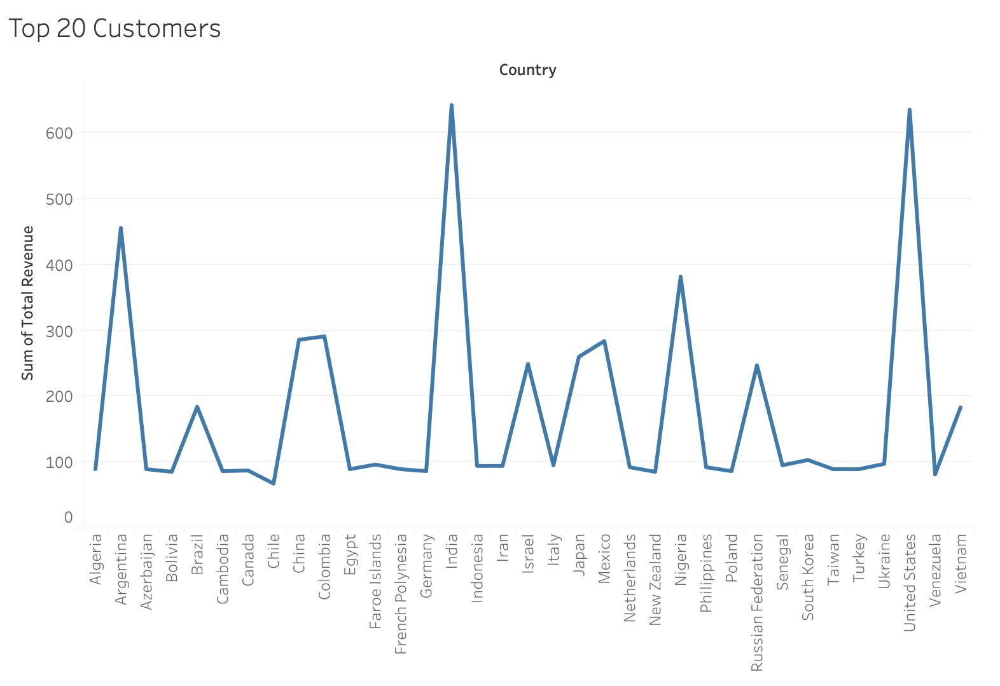 Top 20 Customers
Country
Sum of Total Revenue
600
500
400
300
200
100
0
Algeria
Argentina
Azerbaijan
Bolivia
Brazil
Cambodia
Canada
Chile
China
Colombia
Egypt
Faroe Islands
French Polynesia
Germany
India
Indonesia
Iran
Israel
Italy
Japan
Mexico
Netherlands
New Zealand
Nigeria
Philippines
Poland
Russian Federation
Senegal
South Korea
Taiwan
Turkey
Ukraine
United States
Venezuela
Vietnam